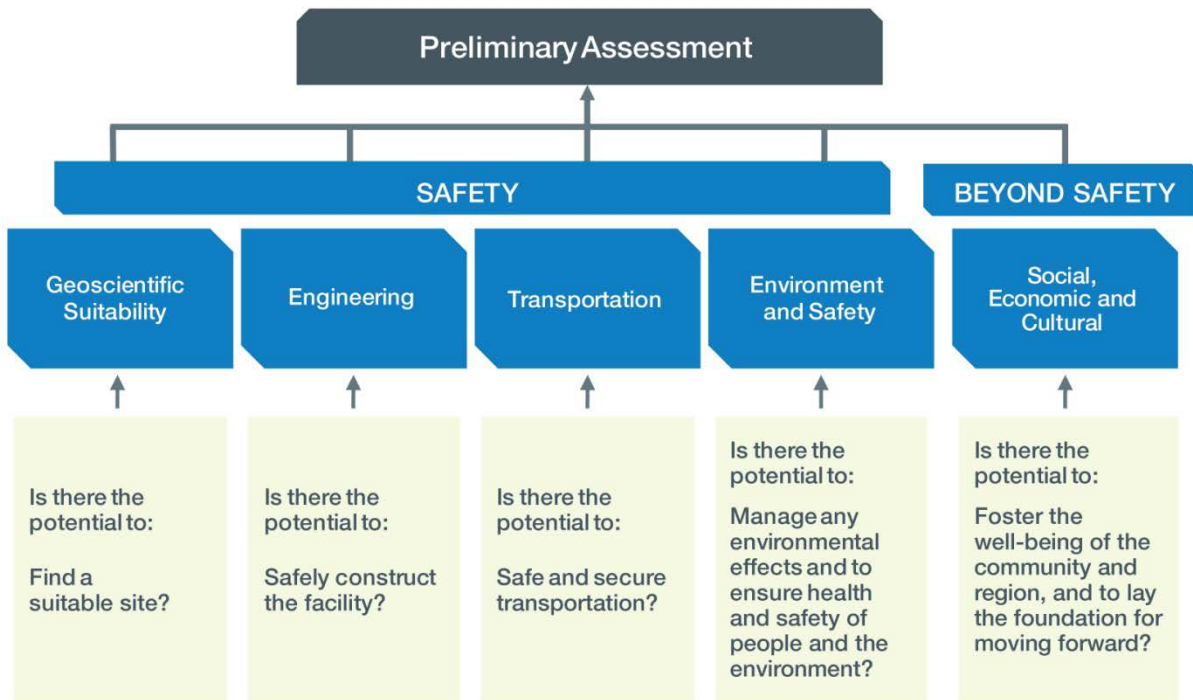 Preliminary Assessment
SAFETY
BEYOND SAFETY
Geoscientific
Suitability
Engineering
Transportation
Environment
and Safety
Social,
Economic and
Cultural
Is there the
potential to:
Find a
suitable site?
Is there the
potential to:
Safely construct
the facility?
Is there the
potential to:
Safe and secure
transportation?
Is there the
potential to:
Manage any
environmental
effects and to
ensure health
and safety of
people and the
environment?
Is there the
potential to:
Foster the
well-being of the
community and
region, and to lay
the foundation for
moving forward?